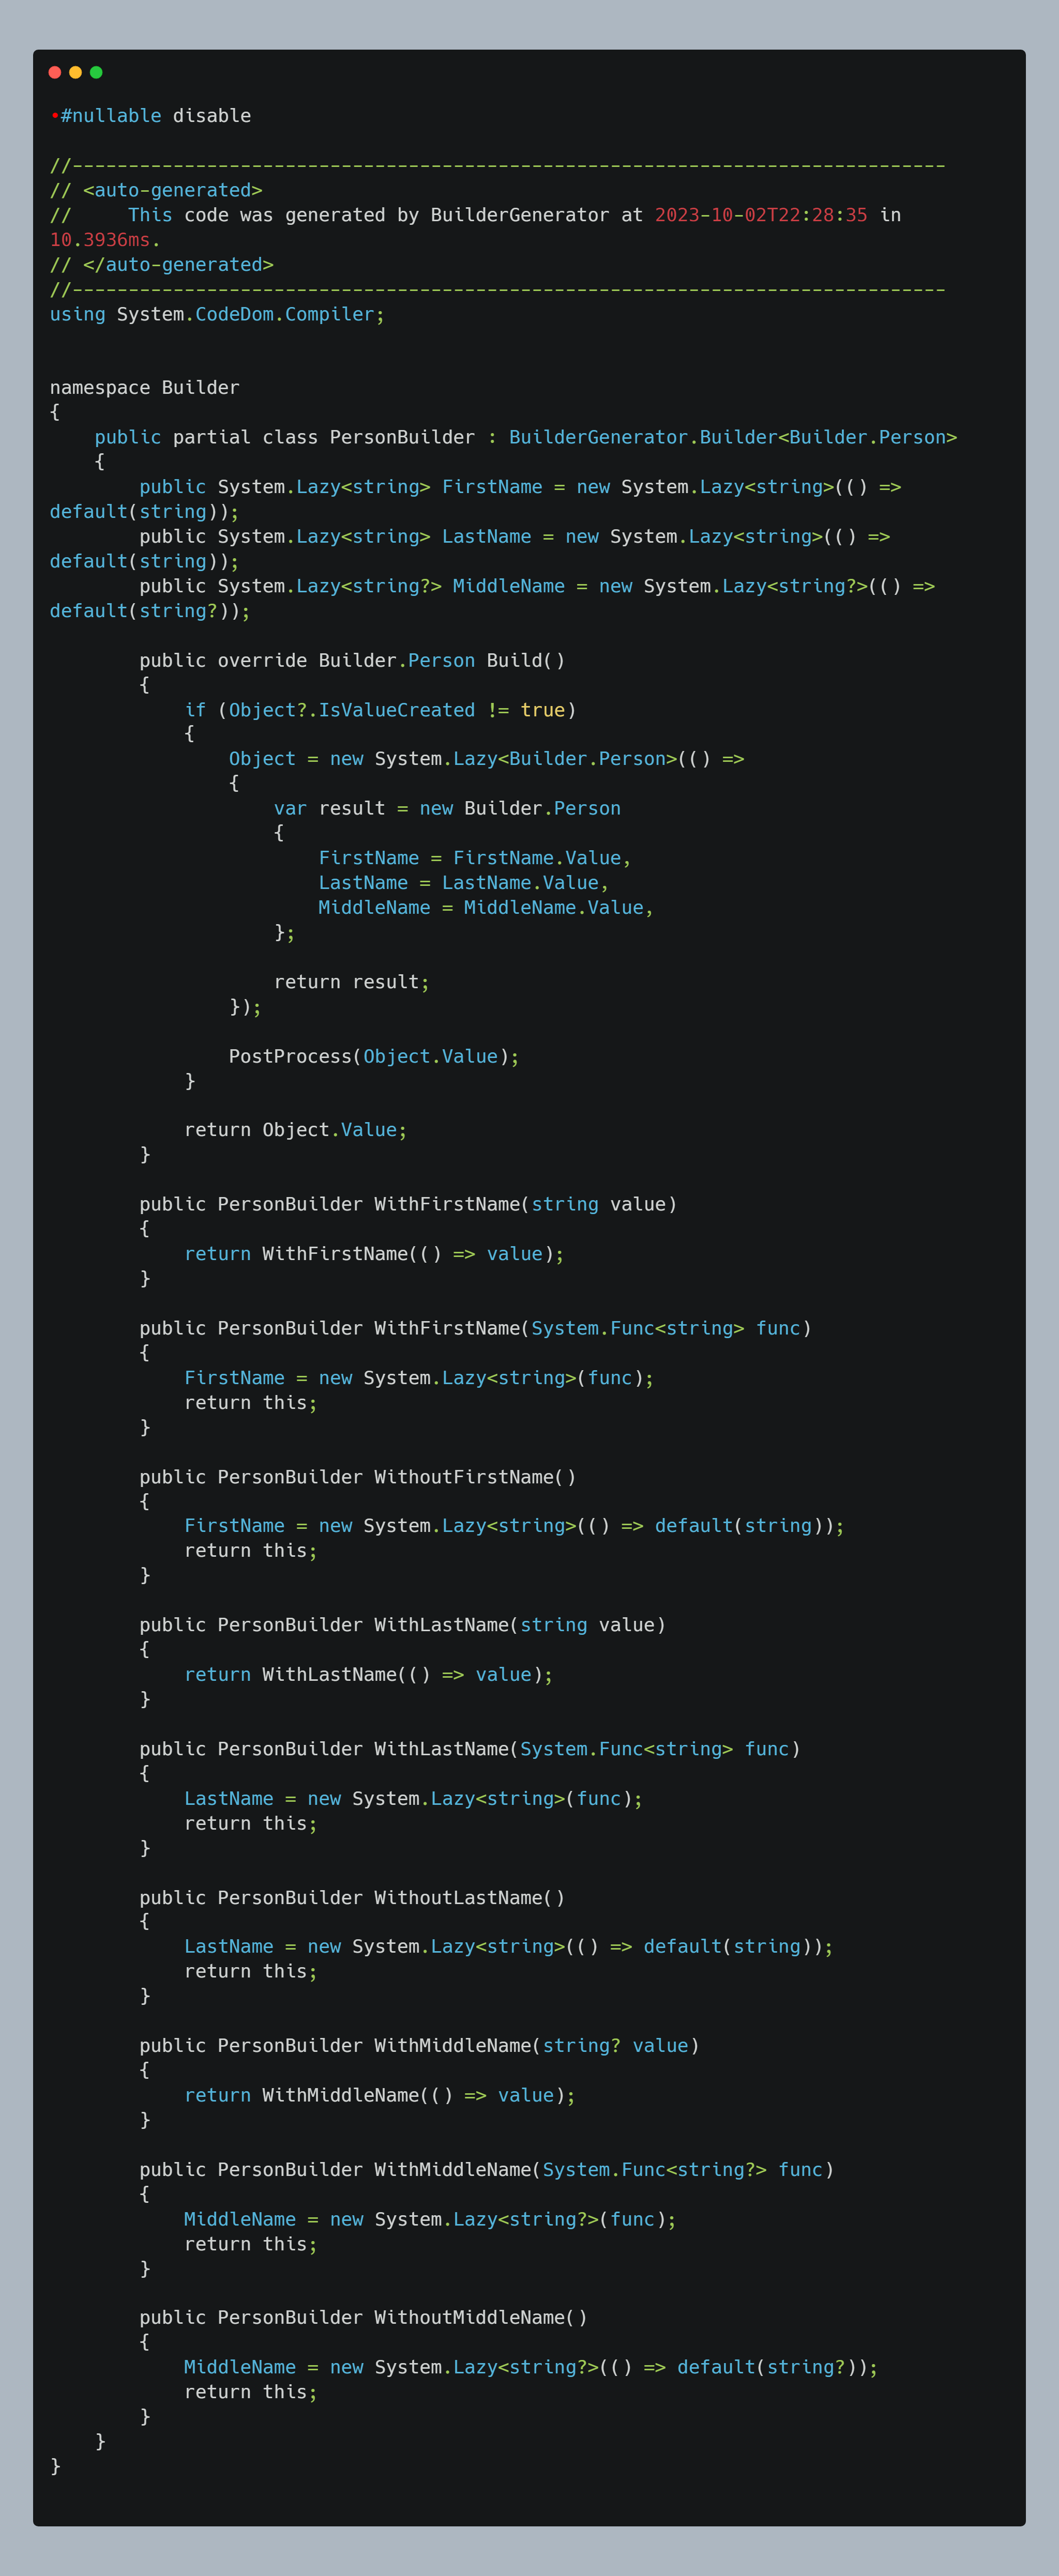 •#nullable disable
//------------------------------------------------------------------------------
// <auto-generated>
//     This code was generated by BuilderGenerator at 2023-10-02T22:28:35 in
10.3936ms.
// </auto-generated>
//------------------------------------------------------------------------------
using System.CodeDom.Compiler;
namespace Builder
{
    public partial class PersonBuilder : BuilderGenerator.Builder<Builder.Person>
    {
        public System.Lazy<string> FirstName = new System.Lazy<string>(() =>
default(string));
        public System.Lazy<string> LastName = new System.Lazy<string>(() =>
default(string));
        public System.Lazy<string?> MiddleName = new System.Lazy<string?>(() =>
default(string?));
        public override Builder.Person Build()
        {
            if (Object?.IsValueCreated != true)
            {
                Object = new System.Lazy<Builder.Person>(() =>
                {
                    var result = new Builder.Person
                    {
                        FirstName = FirstName.Value,
                        LastName = LastName.Value,
                        MiddleName = MiddleName.Value,
                    };
                    return result;
                });
                PostProcess(Object.Value);
            }
            return Object.Value;
        }
        public PersonBuilder WithFirstName(string value)
        {
            return WithFirstName(() => value);
        }
        public PersonBuilder WithFirstName(System.Func<string> func)
        {
            FirstName = new System.Lazy<string>(func);
            return this;
        }
        public PersonBuilder WithoutFirstName()
        {
            FirstName = new System.Lazy<string>(() => default(string));
            return this;
        }
        public PersonBuilder WithLastName(string value)
        {
            return WithLastName(() => value);
        }
        public PersonBuilder WithLastName(System.Func<string> func)
        {
            LastName = new System.Lazy<string>(func);
            return this;
        }
        public PersonBuilder WithoutLastName()
        {
            LastName = new System.Lazy<string>(() => default(string));
            return this;
        }
        public PersonBuilder WithMiddleName(string? value)
        {
            return WithMiddleName(() => value);
        }
        public PersonBuilder WithMiddleName(System.Func<string?> func)
        {
            MiddleName = new System.Lazy<string?>(func);
            return this;
        }
        public PersonBuilder WithoutMiddleName()
        {
            MiddleName = new System.Lazy<string?>(() => default(string?));
            return this;
        }
    }
}